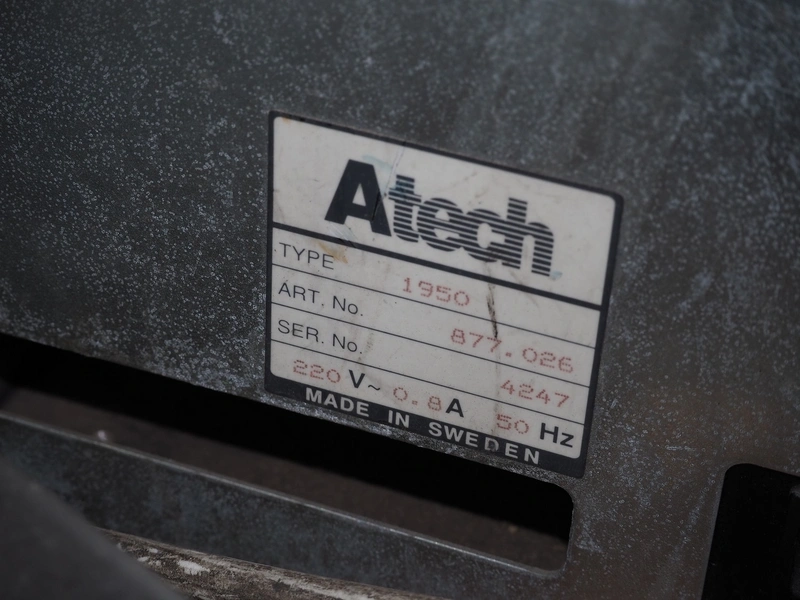 Atech
TYPE 1950
ART. No. 877.026
SER. No. 4247
220 V~ 0.8 A 50 Hz
MADE IN SWEDEN